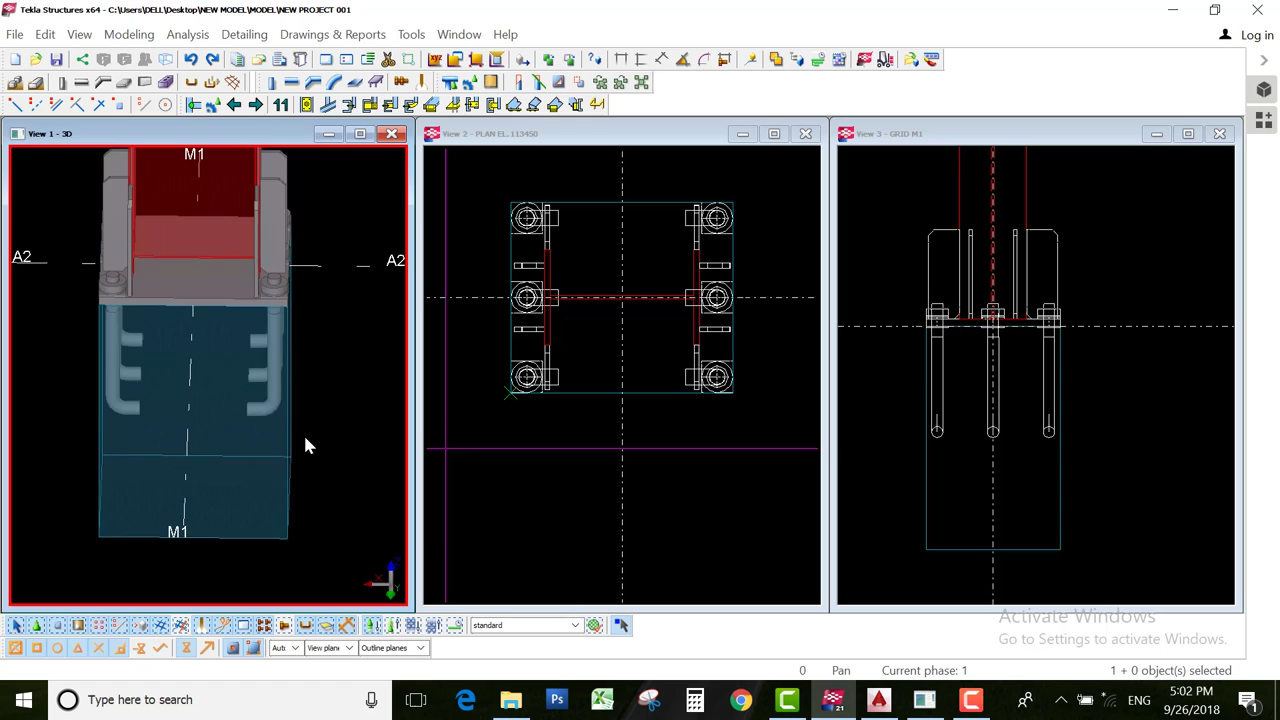 Tekla Structures x64 - C:\Users\DELL\Desktop\NEW MODEL\MODEL\NEW PROJECT 001
File Edit View Modeling Analysis Detailing Drawings & Reports Tools Window Help
Log in
View 1 - 3D
View 2 - PLAN EL. 113450
View 3 - GRID M1
M1
A2
A2
M1
standard
Activate Windows
Go to Settings to activate Windows.
Auto
View plane
Outline planes
0 Pan Current phase: 1 1 + 0 object(s) selected
Type here to search
21
ENG
5:02 PM
9/26/2018
1